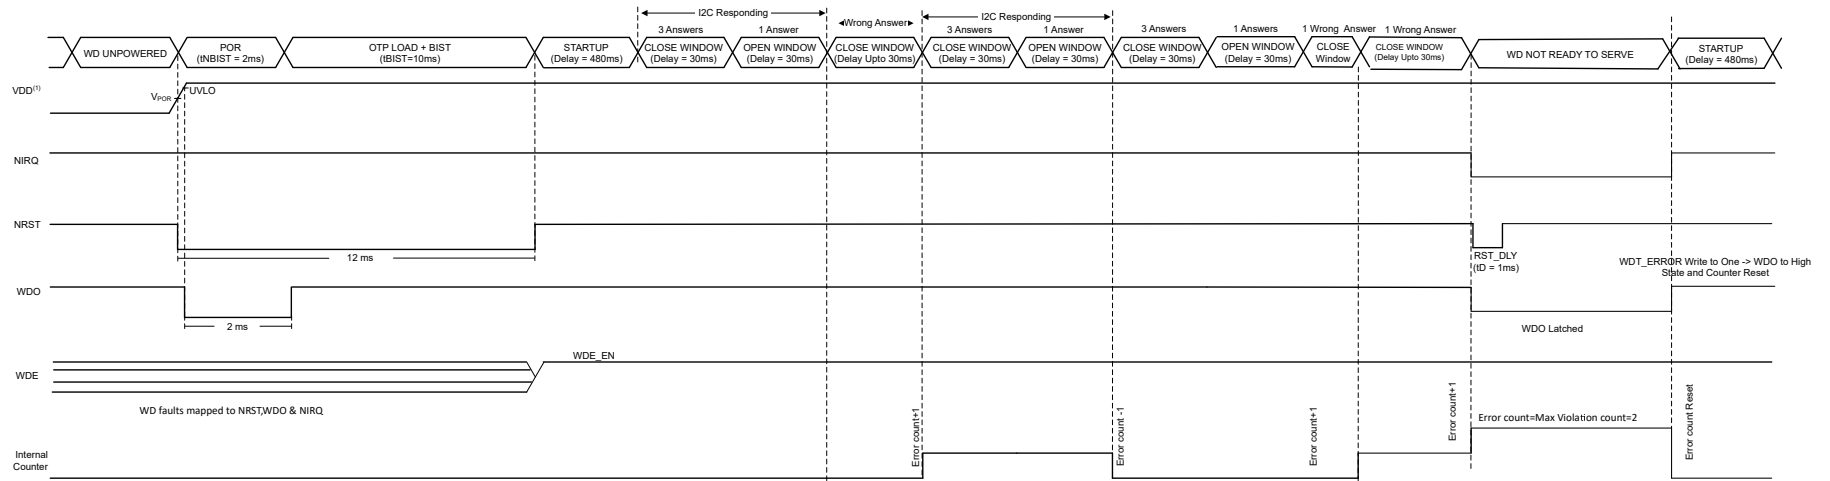 I2C Responding
Wrong Answer
I2C Responding
3 Answers
1 Answer
3 Answers
1 Answer
3 Answers
1 Answers
1 Wrong Answer
1 Wrong Answer
WD UNPOWERED
POR
(tNBIST = 2ms)
OTP LOAD + BIST
(tBIST=10ms)
STARTUP
(Delay = 480ms)
CLOSE WINDOW
(Delay = 30ms)
OPEN WINDOW
(Delay = 30ms)
CLOSE WINDOW
(Delay Upto 30ms)
CLOSE WINDOW
(Delay = 30ms)
OPEN WINDOW
(Delay = 30ms)
CLOSE WINDOW
(Delay = 30ms)
OPEN WINDOW
(Delay = 30ms)
CLOSE
Window
CLOSE WINDOW
(Delay Upto 30ms)
WD NOT READY TO SERVE
STARTUP
(Delay = 480ms)
VDD(1)
VPOR
UVLO
NIRQ
NRST
12 ms
RST_DLY
(tD = 1ms)
WDT_ERROR Write to One -> WDO to High
State and Counter Reset
WDO
2 ms
WDO Latched
WDE
WDE_EN
WD faults mapped to NRST,WDO & NIRQ
Internal
Counter
Error count+1
Error count -1
Error count+1
Error count+1
Error count=Max Violation count=2
Error count Reset